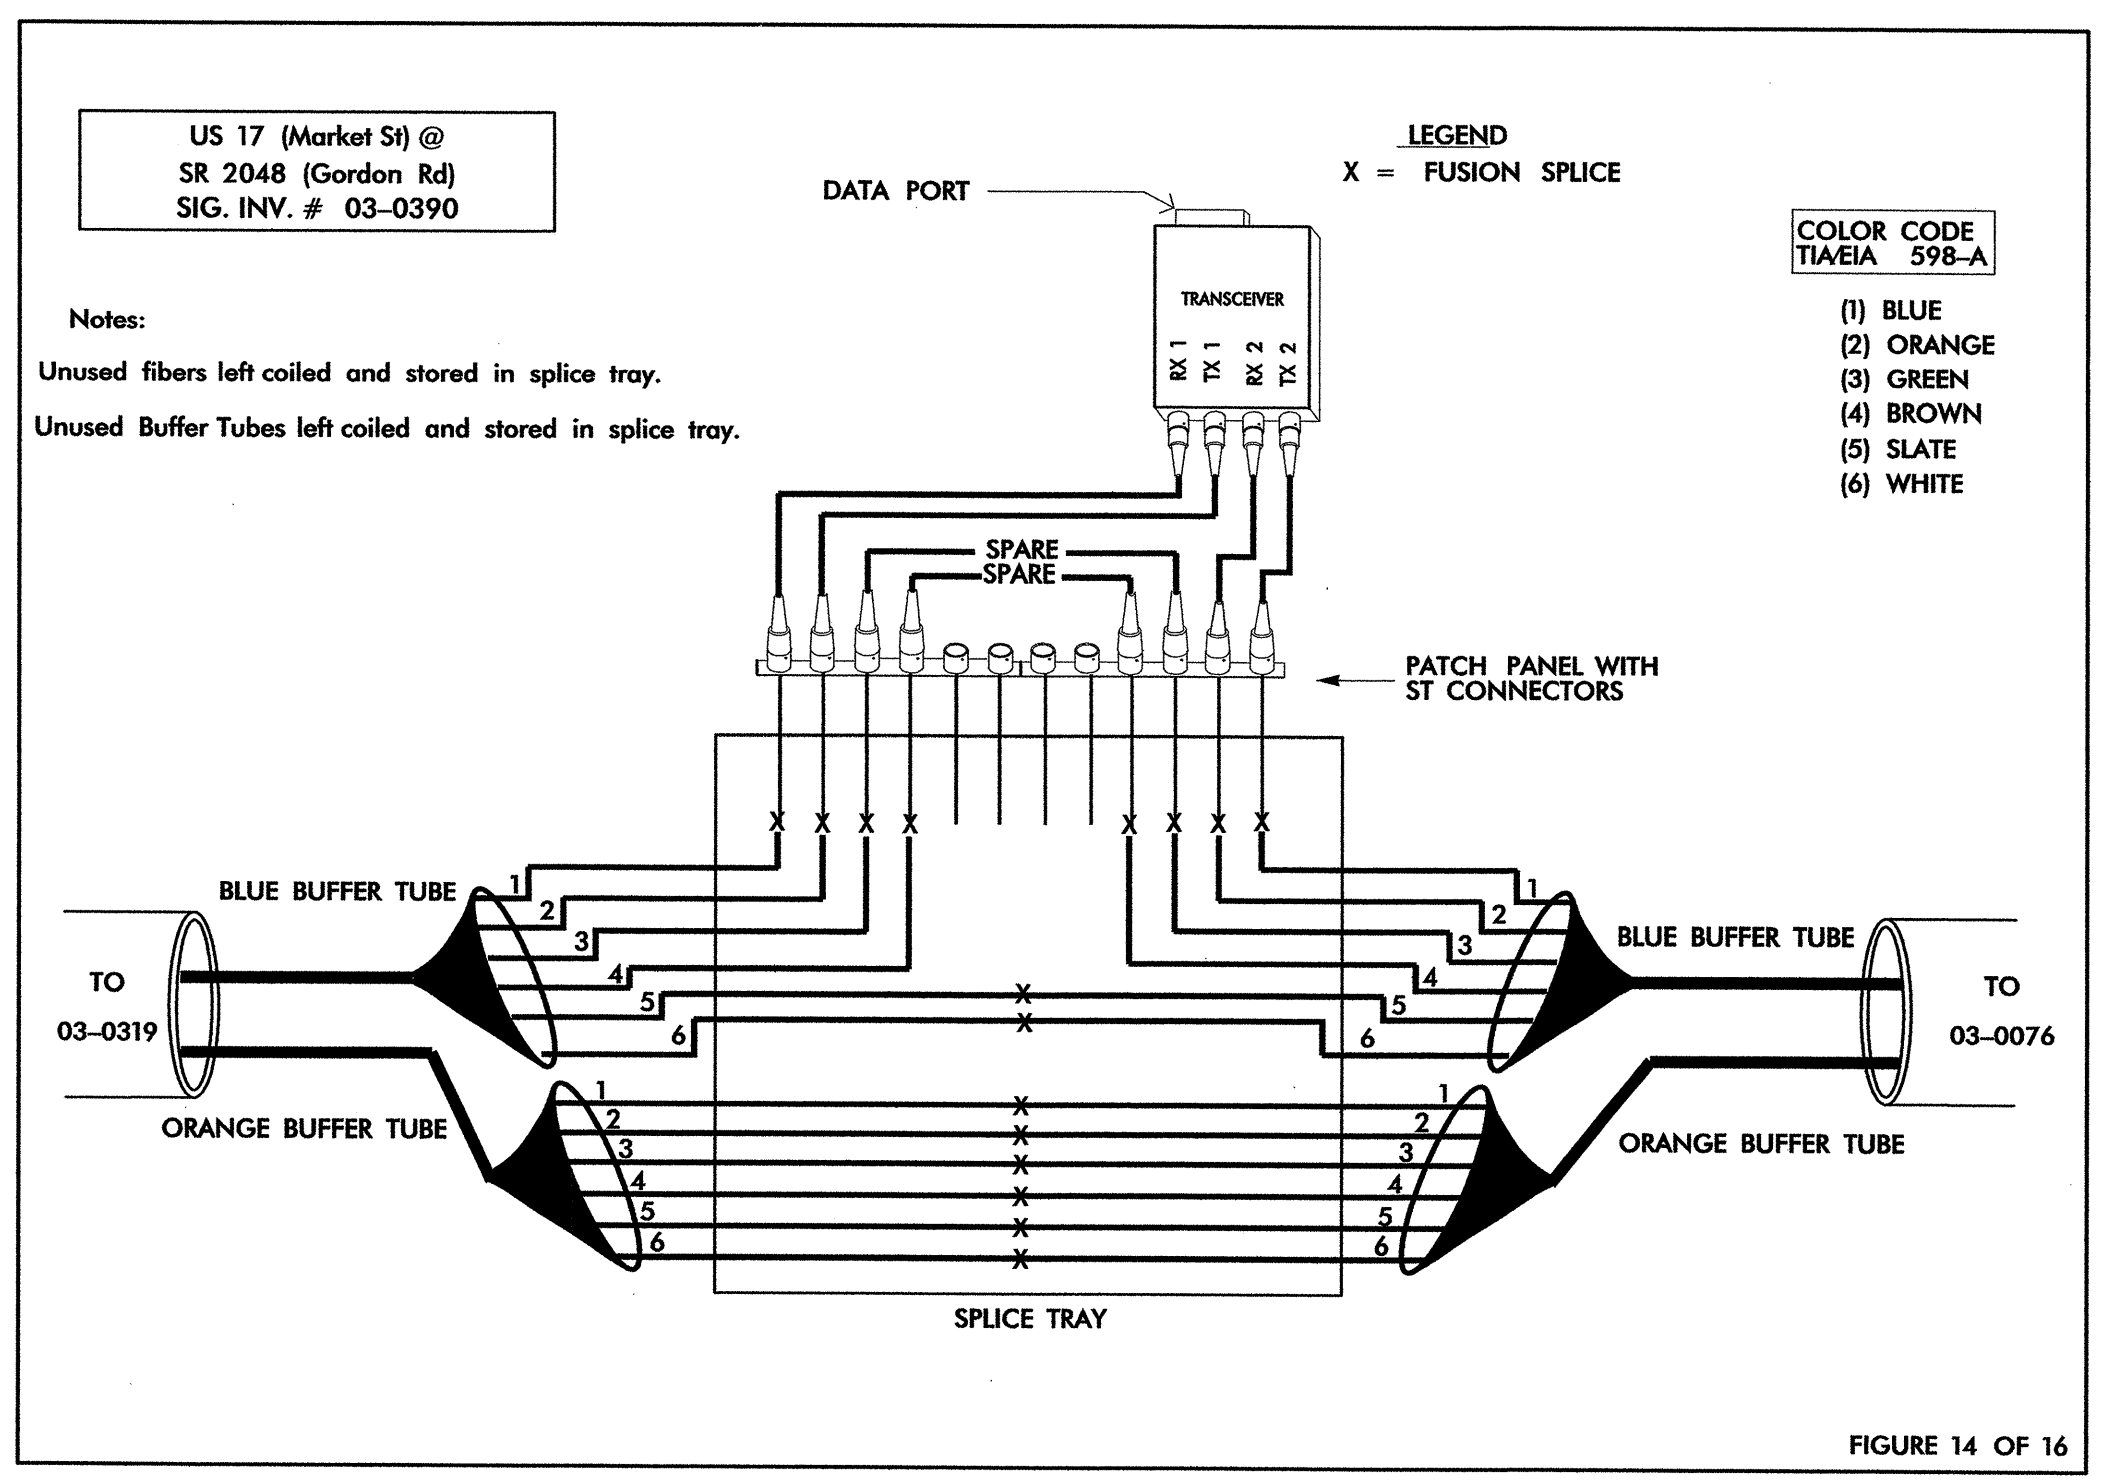 US 17 (Market St) @
SR 2048 (Gordon Rd)
SIG. INV. # 03-0390
Notes:
Unused fibers left coiled and stored in splice tray.
Unused Buffer Tubes left coiled and stored in splice tray.
DATA PORT
LEGEND
X = FUSION SPLICE
COLOR CODE
TIA/EIA 598-A
(1) BLUE
(2) ORANGE
(3) GREEN
(4) BROWN
(5) SLATE
(6) WHITE
TRANSCEIVER
RX 1
TX 1
RX 2
TX 2
SPARE
SPARE
PATCH PANEL WITH
ST CONNECTORS
X X X X X X X X
BLUE BUFFER TUBE
1
2
3
4
5
6
TO
03-0319
X
X
1
2
3
4
5
6
BLUE BUFFER TUBE
TO
03-0076
ORANGE BUFFER TUBE
1
2
3
4
5
6
X
X
X
X
X
X
1
2
3
4
5
6
ORANGE BUFFER TUBE
SPLICE TRAY
FIGURE 14 OF 16